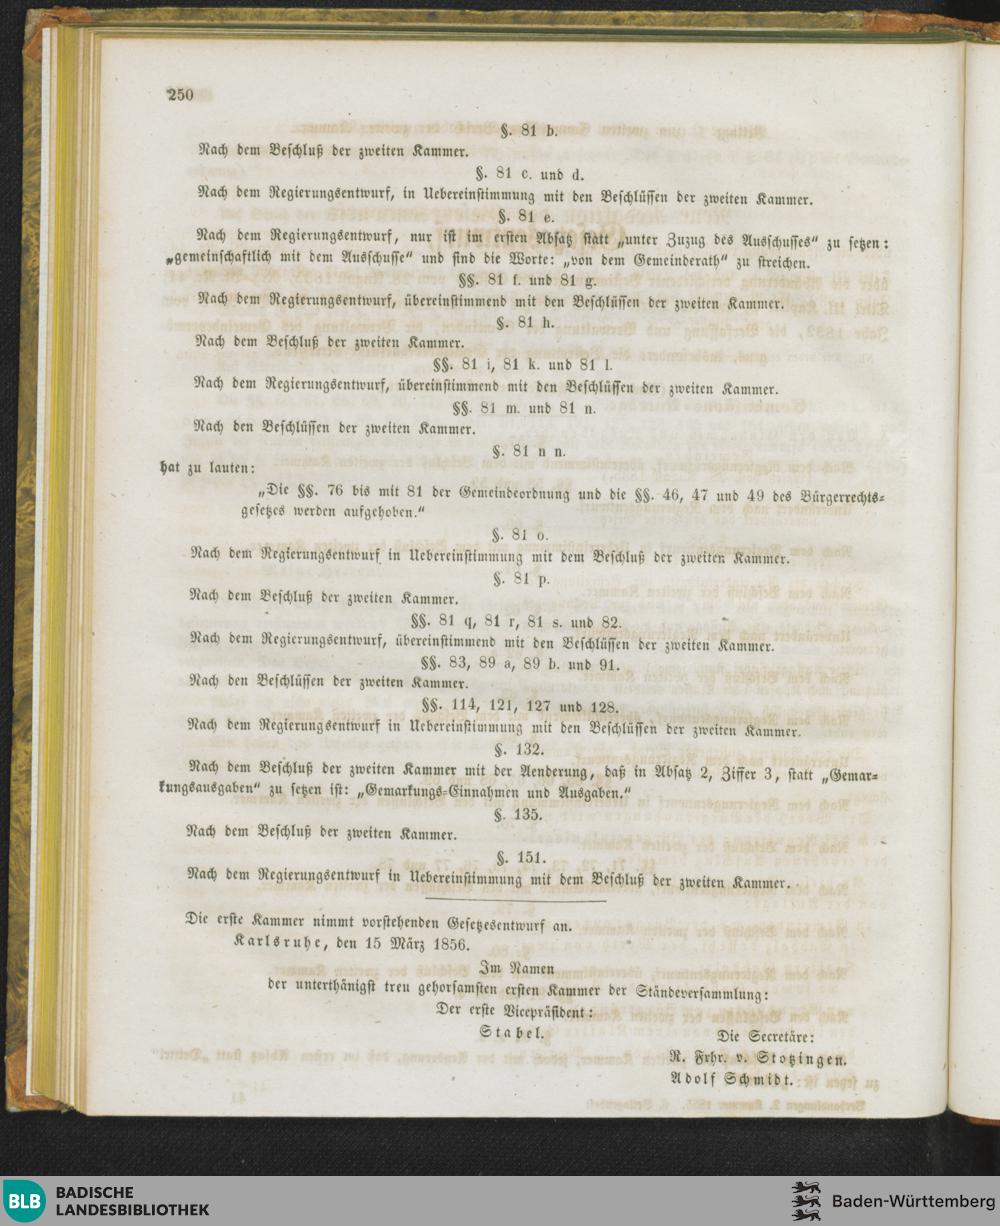 250
§. 81 b.
Nach dem Beschluß der zweiten Kammer.
§. 81 c. und d.
Nach dem Regierungsentwurf, in Uebereinstimmung mit den Beschlüssen der zweiten Kammer.
§. 81 e.
Nach dem Regierungsentwurf, nur ist im ersten Absatz statt „unter Zuzug des Ausschusses“ zu setzen:
„gemeinschaftlich mit dem Ausschusse“ und sind die Worte: „von dem Gemeinderath“ zu streichen.
§§. 81 f. und 81 g.
Nach dem Regierungsentwurf, übereinstimmend mit den Beschlüssen der zweiten Kammer.
§. 81 h.
Nach dem Beschluß der zweiten Kammer.
§§. 81 i, 81 k. und 81 l.
Nach dem Regierungsentwurf, übereinstimmend mit den Beschlüssen der zweiten Kammer.
§§. 81 m. und 81 n.
Nach den Beschlüssen der zweiten Kammer.
§. 81 n n.
hat zu lauten:
„Die §§. 76 bis mit 81 der Gemeindeordnung und die §§. 46, 47 und 49 des Bürgerrechts-
gesetzes werden aufgehoben.“
§. 81 o.
Nach dem Regierungsentwurf in Uebereinstimmung mit dem Beschluß der zweiten Kammer.
§. 81 p.
Nach dem Beschluß der zweiten Kammer.
§§. 81 q, 81 r, 81 s. und 82.
Nach dem Regierungsentwurf, übereinstimmend mit den Beschlüssen der zweiten Kammer.
§§. 83, 89 a, 89 b. und 91.
Nach den Beschlüssen der zweiten Kammer.
§§. 114, 121, 127 und 128.
Nach dem Regierungsentwurf in Uebereinstimmung mit den Beschlüssen der zweiten Kammer.
§. 132.
Nach dem Beschluß der zweiten Kammer mit der Aenderung, daß in Absatz 2, Ziffer 3, statt „Gemar-
kungsausgaben“ zu setzen ist: „Gemarkungs-Einnahmen und Ausgaben.“
§. 135.
Nach dem Beschluß der zweiten Kammer.
§. 151.
Nach dem Regierungsentwurf in Uebereinstimmung mit dem Beschluß der zweiten Kammer.
Die erste Kammer nimmt vorstehenden Gesetzesentwurf an.
Karlsruhe, den 15 März 1856.
Im Namen
der unterthänigst treu gehorsamsten ersten Kammer der Ständeversammlung:
Der erste Vicepräsident:
Stabel.
Die Secretäre:
R. Frhr. v. Stotzingen.
Adolf Schmidt.
BLB BADISCHE
LANDESBIBLIOTHEK
Baden-Württemberg